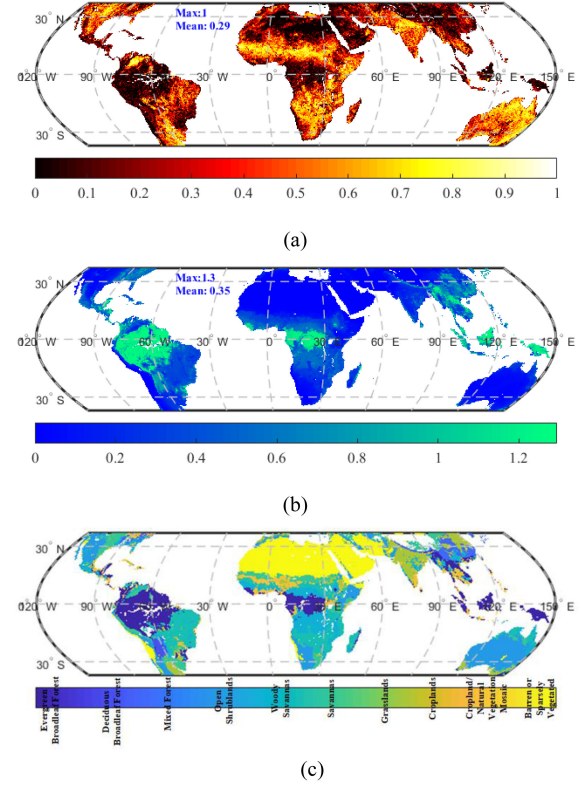 30° N
Max:1
Mean: 0.29
120° W 90° W 60° W 30° W 0° 30° E 60° E 90° E 120° E 150° E
30° S
0 0.1 0.2 0.3 0.4 0.5 0.6 0.7 0.8 0.9 1
(a)
30° N
Max:1.3
Mean: 0.35
120° W 90° W 60° W 30° W 0° 30° E 60° E 90° E 120° E 150° E
30° S
0 0.2 0.4 0.6 0.8 1 1.2
(b)
30° N
120° W 90° W 60° W 30° W 0° 30° E 60° E 90° E 120° E 150° E
30° S
Evergreen
Broadleaf Forest
Deciduous
Broadleaf Forest
Mixed Forest
Open
Shrublands
Woody
Savannas
Savannas
Grasslands
Croplands
Cropland/
Natural
Vegetation
Mosaic
Barren or
Sparsely
Vegetated
(c)